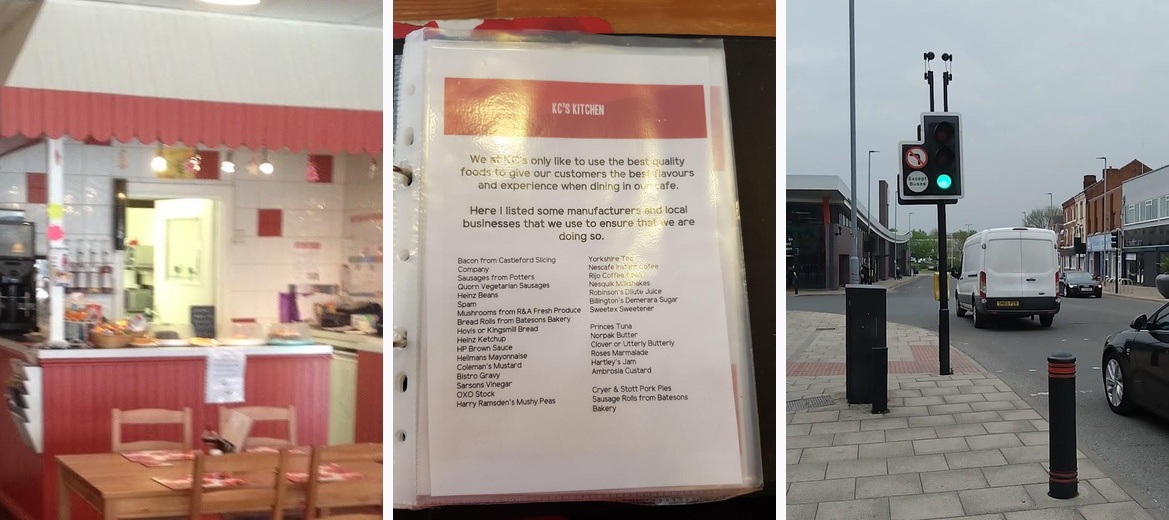 KC'S KITCHEN
We at KC's only like to use the best quality
foods to give our customers the best flavours
and experience when dining in our cafe.
Here I listed some manufacturers and local
businesses that we use to ensure that we are
doing so.
Bacon from Castleford Slicing
Company
Sausages from Potters
Quorn Vegetarian Sausages
Heinz Beans
Spam
Mushrooms from R&A Fresh Produce
Bread Rolls from Batesons Bakery
Hovis or Kingsmill Bread
Heinz Ketchup
HP Brown Sauce
Hellmans Mayonnaise
Coleman's Mustard
Bistro Gravy
Sarsons Vinegar
OXO Stock
Harry Ramsden's Mushy Peas
Yorkshire Tea
Nescafe Instant Cofee
Rijo Coffee
Nesquik Milkshakes
Robinson's Dilute Juice
Billington's Demerara Sugar
Sweetex Sweetener
Princes Tuna
Norpak Butter
Clover or Utterly Butterly
Roses Marmalade
Hartley's Jam
Ambrosia Custard
Cryer & Stott Pork Pies
Sausage Rolls from Batesons
Bakery
Except
Buses